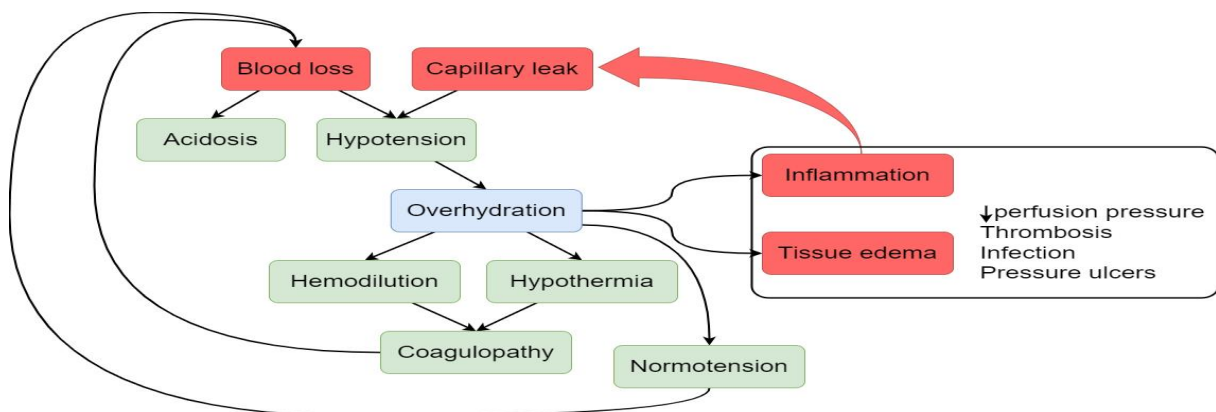 Blood loss
Capillary leak
Acidosis
Hypotension
Inflammation
Overhydration
↓perfusion pressure
Thrombosis
Tissue edema
Infection
Pressure ulcers
Hemodilution
Hypothermia
Coagulopathy
Normotension